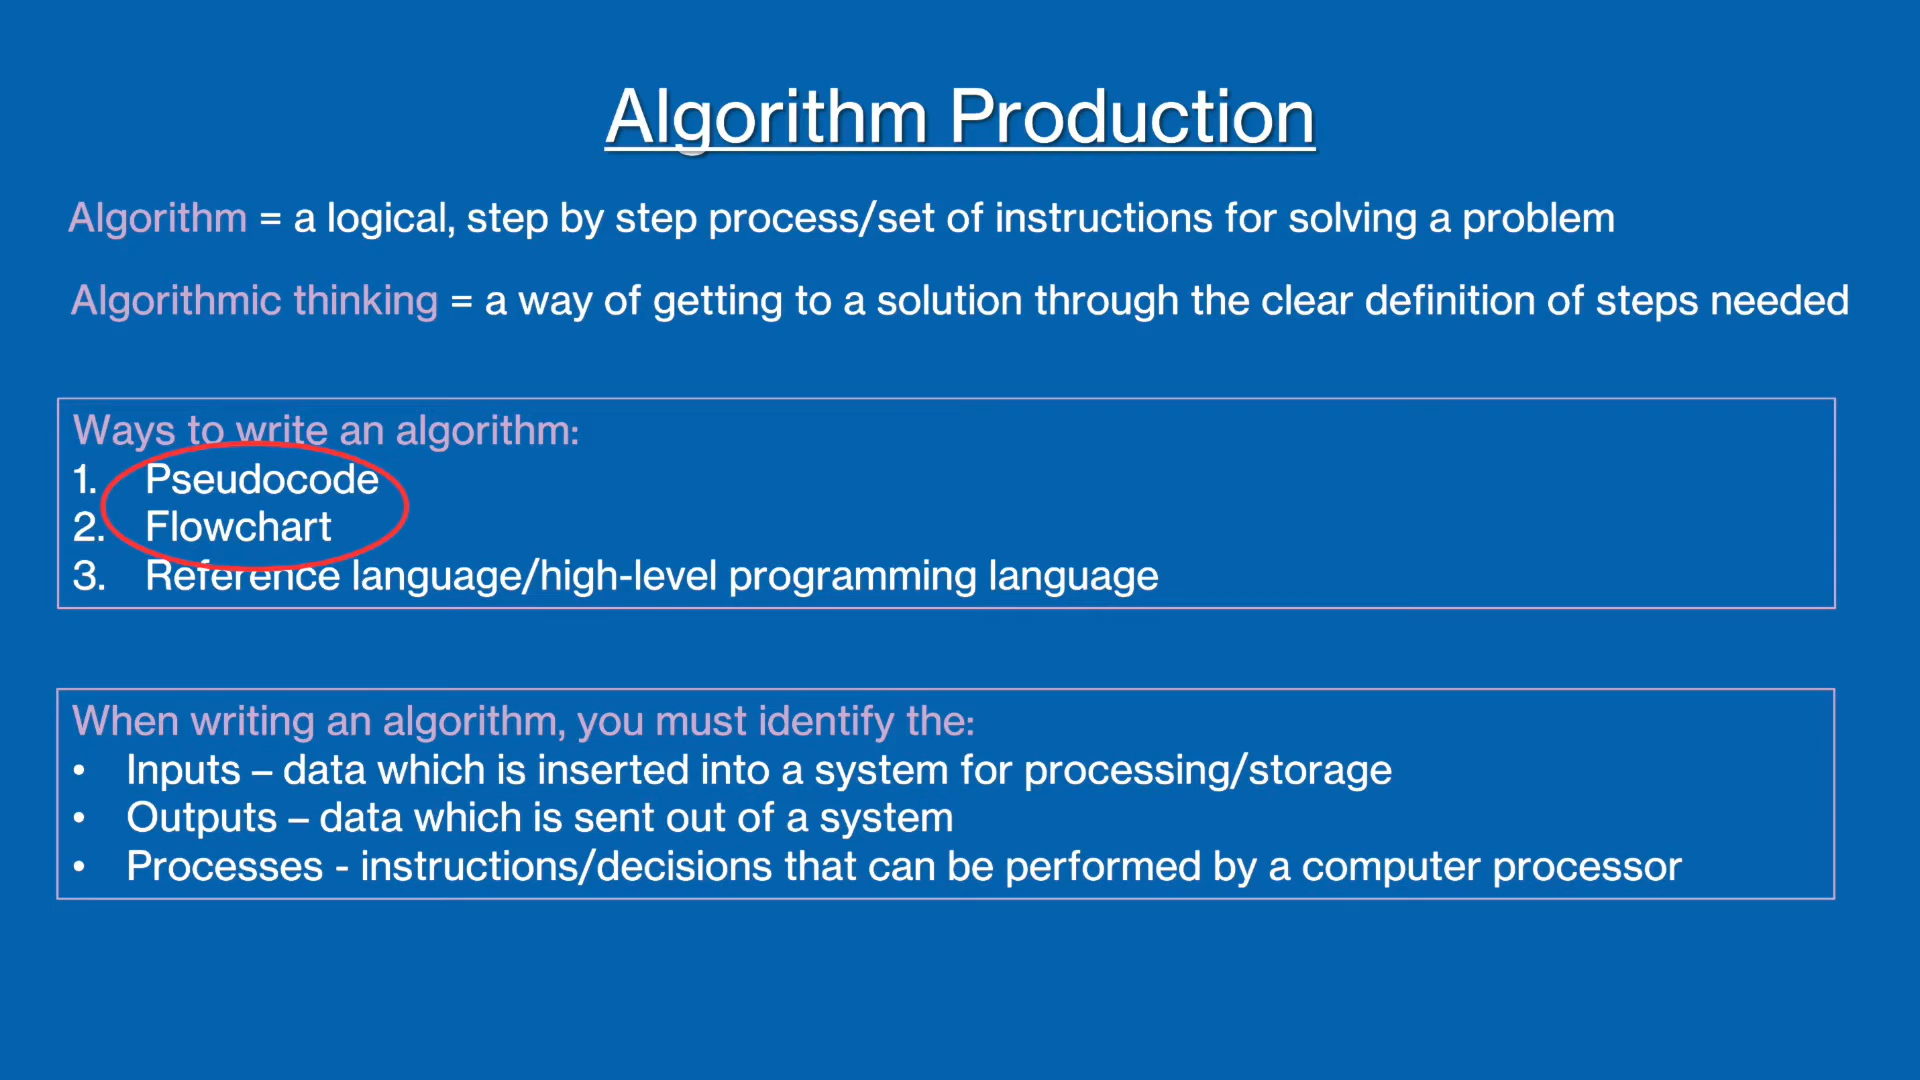 Algorithm Production
Algorithm = a logical, step by step process/set of instructions for solving a problem
Algorithmic thinking = a way of getting to a solution through the clear definition of steps needed
Ways to write an algorithm:
1. Pseudocode
2. Flowchart
3. Reference language/high-level programming language
When writing an algorithm, you must identify the:
• Inputs – data which is inserted into a system for processing/storage
• Outputs – data which is sent out of a system
• Processes - instructions/decisions that can be performed by a computer processor